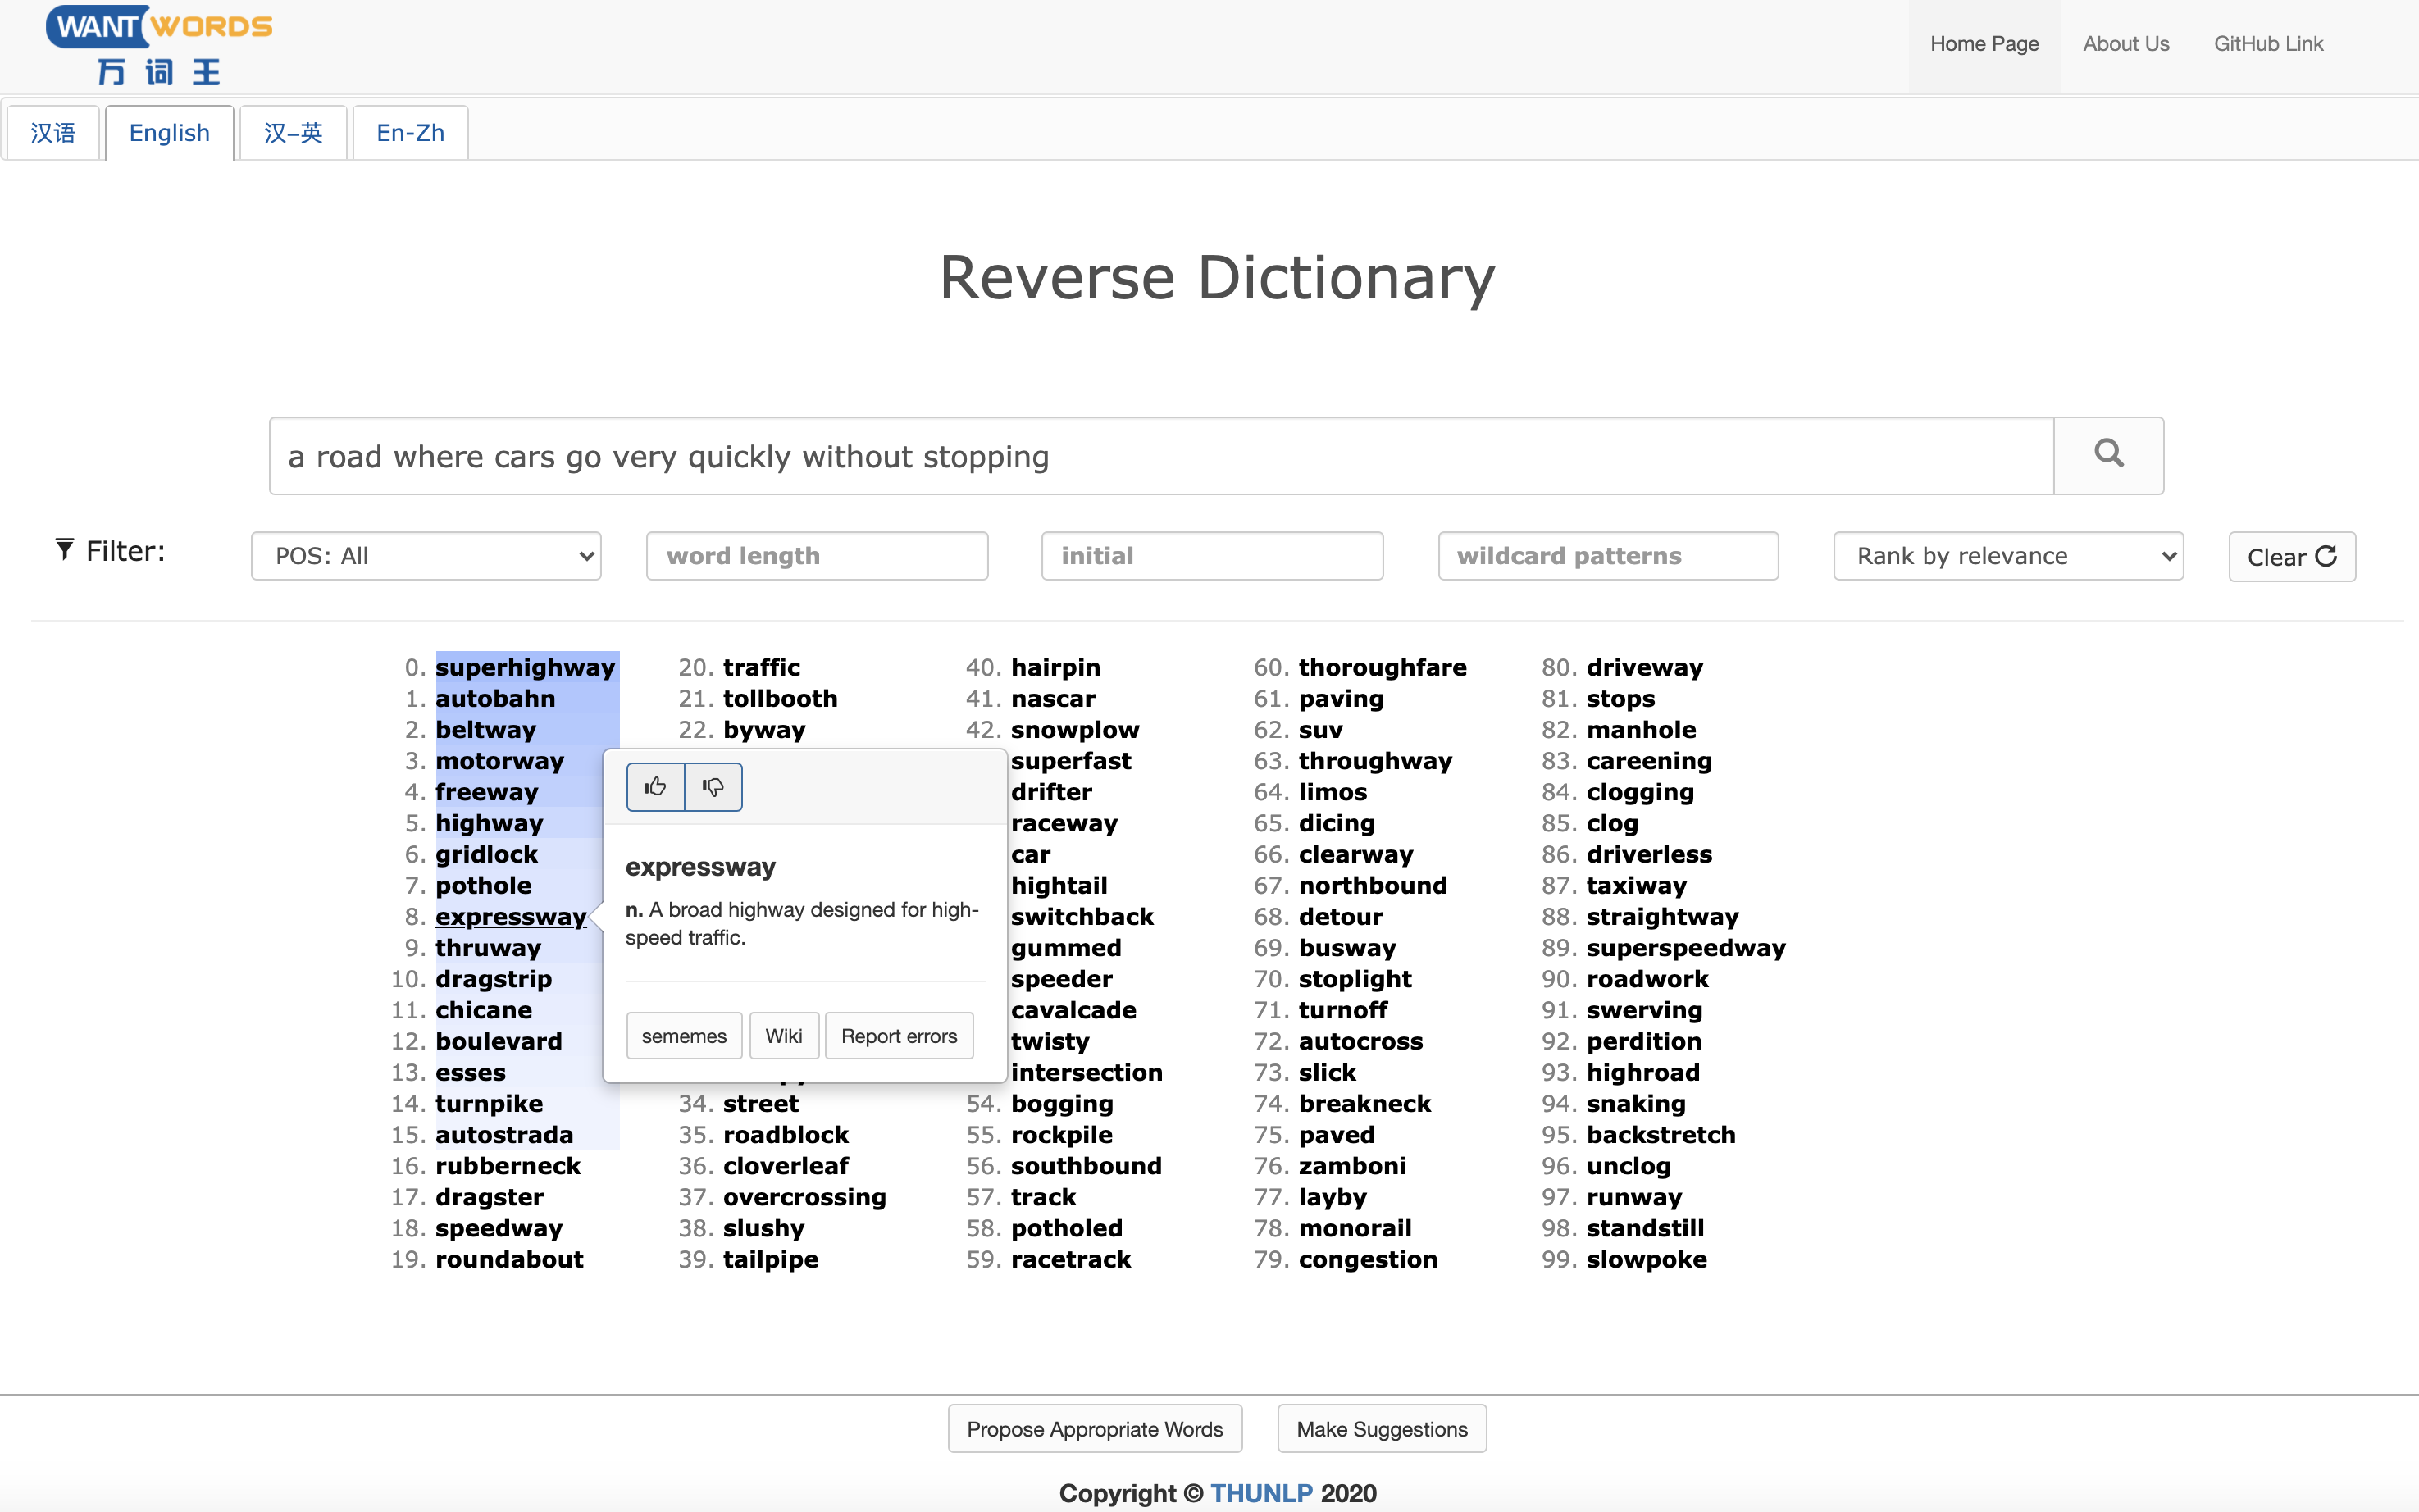 WANT WORDS
万词王
Home Page About Us GitHub Link
汉语 English 汉–英 En-Zh
Reverse Dictionary
a road where cars go very quickly without stopping
Filter: POS: All word length initial wildcard patterns Rank by relevance Clear
0. superhighway 20. traffic 40. hairpin 60. thoroughfare 80. driveway
1. autobahn 21. tollbooth 41. nascar 61. paving 81. stops
2. beltway 22. byway 42. snowplow 62. suv 82. manhole
3. motorway superfast 63. throughway 83. careening
4. freeway drifter 64. limos 84. clogging
5. highway raceway 65. dicing 85. clog
6. gridlock car 66. clearway 86. driverless
7. pothole hightail 67. northbound 87. taxiway
8. expressway switchback 68. detour 88. straightway
9. thruway gummed 69. busway 89. superspeedway
10. dragstrip speeder 70. stoplight 90. roadwork
11. chicane cavalcade 71. turnoff 91. swerving
12. boulevard twisty 72. autocross 92. perdition
13. esses intersection 73. slick 93. highroad
14. turnpike 34. street 54. bogging 74. breakneck 94. snaking
15. autostrada 35. roadblock 55. rockpile 75. paved 95. backstretch
16. rubberneck 36. cloverleaf 56. southbound 76. zamboni 96. unclog
17. dragster 37. overcrossing 57. track 77. layby 97. runway
18. speedway 38. slushy 58. potholed 78. monorail 98. standstill
19. roundabout 39. tailpipe 59. racetrack 79. congestion 99. slowpoke
expressway
n. A broad highway designed for high-
speed traffic.
sememes Wiki Report errors
Propose Appropriate Words Make Suggestions
Copyright © THUNLP 2020